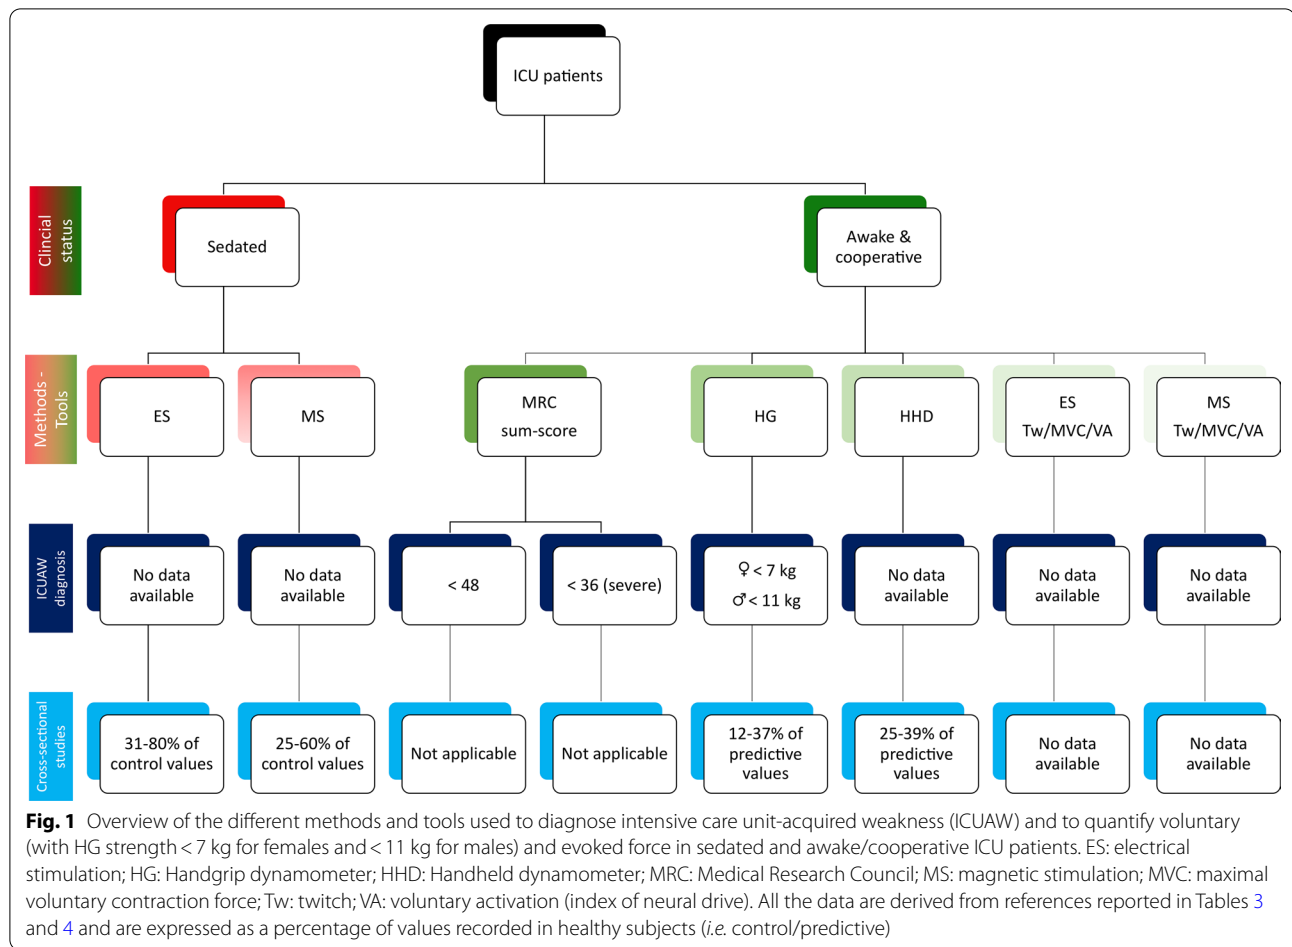 ICU patients
Clincial
status
Sedated
Awake &
cooperative
Methods -
Tools
ES
MS
MRC
sum-score
HG
HHD
ES
Tw/MVC/VA
MS
Tw/MVC/VA
ICUAW
diagnosis
No data
available
No data
available
< 48
< 36 (severe)
♀ < 7 kg
♂ < 11 kg
No data
available
No data
available
No data
available
Cross-sectional
studies
31-80% of
control values
25-60% of
control values
Not applicable
Not applicable
12-37% of
predictive
values
25-39% of
predictive
values
No data
available
No data
available
Fig. 1 Overview of the different methods and tools used to diagnose intensive care unit-acquired weakness (ICUAW) and to quantify voluntary
(with HG strength < 7 kg for females and < 11 kg for males) and evoked force in sedated and awake/cooperative ICU patients. ES: electrical
stimulation; HG: Handgrip dynamometer; HHD: Handheld dynamometer; MRC: Medical Research Council; MS: magnetic stimulation; MVC: maximal
voluntary contraction force; Tw: twitch; VA: voluntary activation (index of neural drive). All the data are derived from references reported in Tables 3
and 4 and are expressed as a percentage of values recorded in healthy subjects (i.e. control/predictive)